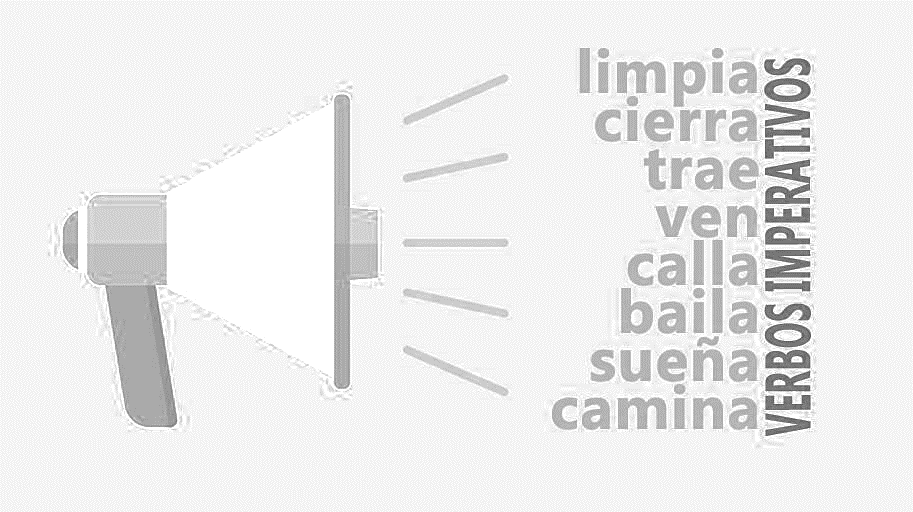 limpia
cierra
trae
ven
calla
baila
sueña
camina
VERBOS IMPERATIVOS